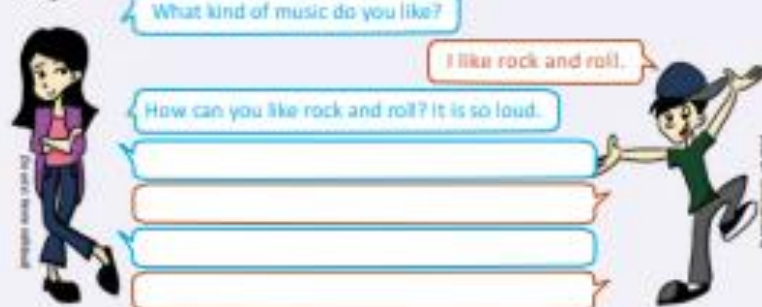 What kind of music do you like?
I like rock and roll.
How can you like rock and roll? It is so loud.